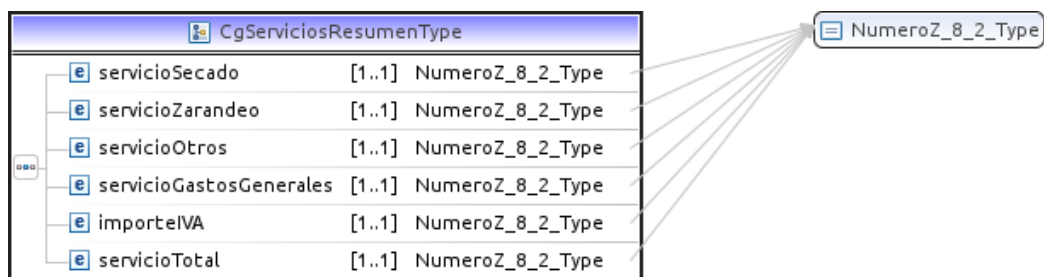 CgServiciosResumenType
NumeroZ_8_2_Type
e servicioSecado [1..1] NumeroZ_8_2_Type
e servicioZarandeo [1..1] NumeroZ_8_2_Type
e servicioOtros [1..1] NumeroZ_8_2_Type
e servicioGastosGenerales [1..1] NumeroZ_8_2_Type
e importeIVA [1..1] NumeroZ_8_2_Type
e servicioTotal [1..1] NumeroZ_8_2_Type